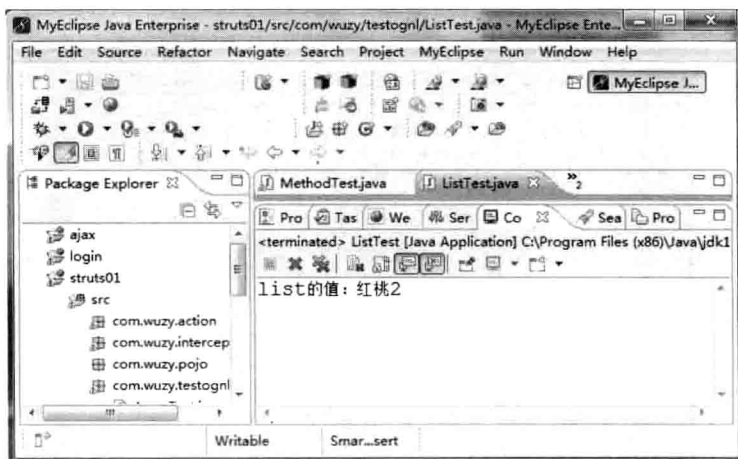 MyEclipse Java Enterprise - struts01/src/com/wuzy/testognl/ListTest.java - MyEclipse Ente...
File Edit Source Refactor Navigate Search Project MyEclipse Run Window Help
MyEclipse J...
Package Explorer
MethodTest.java ListTest.java »2
Pro Tas We Ser Co Sea Pro
<terminated> ListTest [Java Application] C:\Program Files (x86)\Java\jdk1
ajax
login
struts01
src
com.wuzy.action
com.wuzy.intercep
com.wuzy.pojo
com.wuzy.testognl
list的值：红桃2
Writable Smar...sert